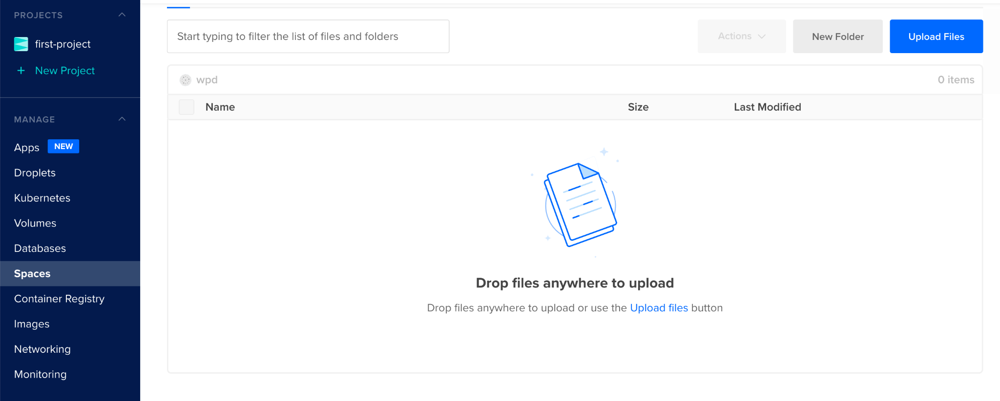 PROJECTS
first-project
+ New Project
MANAGE
Apps NEW
Droplets
Kubernetes
Volumes
Databases
Spaces
Container Registry
Images
Networking
Monitoring
Start typing to filter the list of files and folders
Actions
New Folder
Upload Files
wpd
0 items
Name Size Last Modified
Drop files anywhere to upload
Drop files anywhere to upload or use the Upload files button